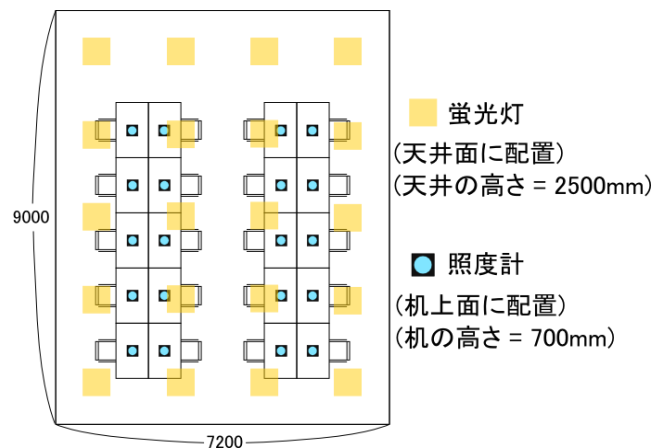 9000
7200
蛍光灯
(天井面に配置)
(天井の高さ = 2500mm)
照度計
(机上面に配置)
(机の高さ = 700mm)